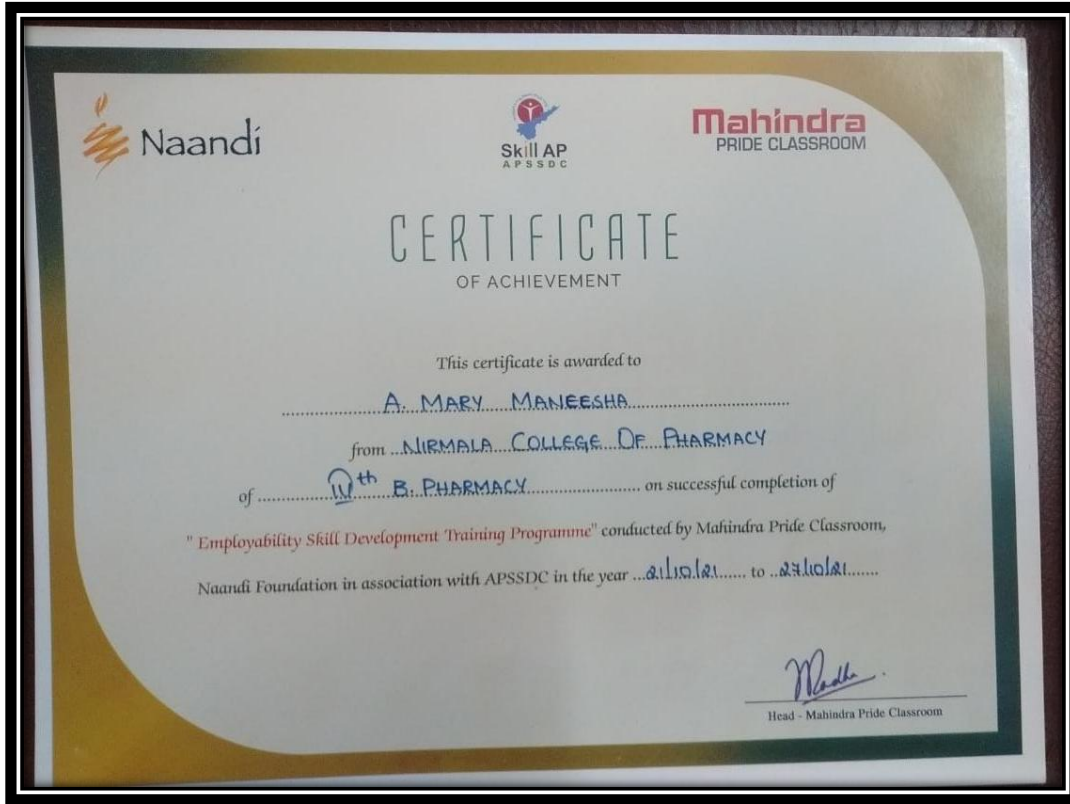 Naandi
Skill AP
APSSDC
Mahindra
PRIDE CLASSROOM
CERTIFICATE
OF ACHIEVEMENT
This certificate is awarded to
A. MARY MANEESHA
from NIRMALA COLLEGE OF PHARMACY
of IVth B. PHARMACY on successful completion of
" Employability Skill Development Training Programme" conducted by Mahindra Pride Classroom,
Naandi Foundation in association with APSSDC in the year 21/10/21 to 27/10/21
Head - Mahindra Pride Classroom